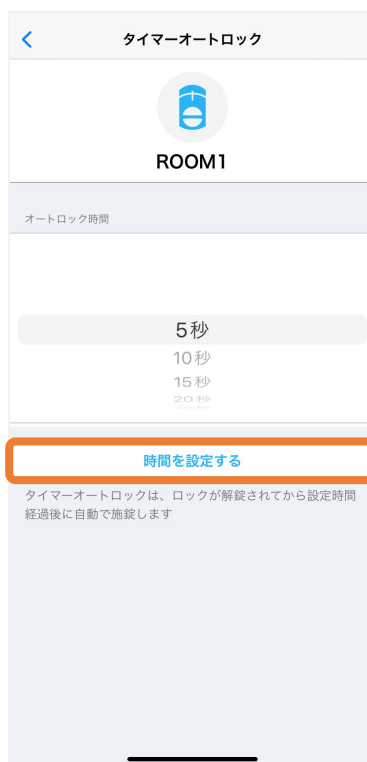 タイマーオートロック
ROOM1
オートロック時間
5秒
10秒
15秒
20秒
時間を設定する
タイマーオートロックは、ロックが解錠されてから設定時間
経過後に自動で施錠します